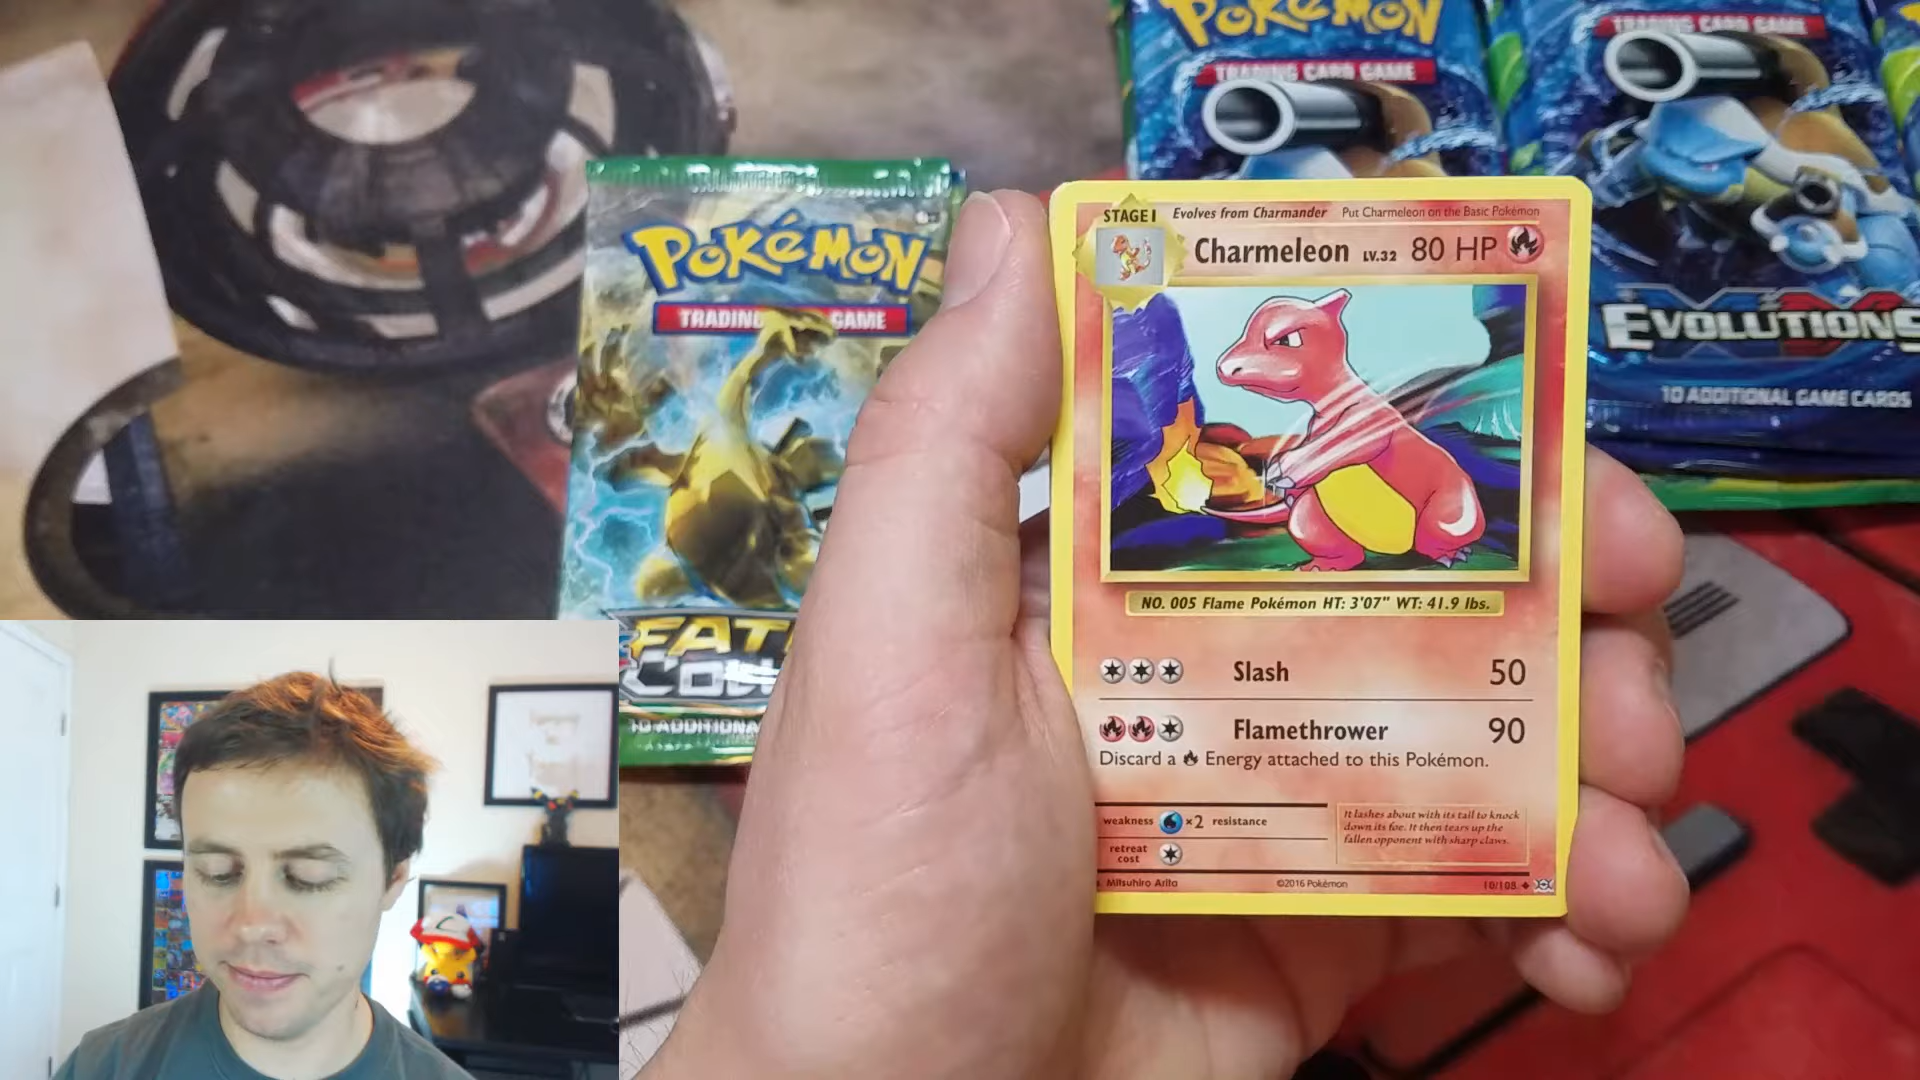 POKéMON
TRADING CARD GAME
TRADING CARD GAME
EVOLUTIONS
10 ADDITIONAL GAME CARDS
POKéMON
TRADING GAME
10 ADDITIONA
STAGE 1 Evolves from Charmander Put Charmeleon on the Basic Pokémon
Charmeleon LV.32 80 HP
NO. 005 Flame Pokémon HT: 3'07" WT: 41.9 lbs.
Slash 50
Flamethrower 90
Discard a Energy attached to this Pokémon.
weakness ×2 resistance
retreat
cost
It lashes about with its tail to knock
down its foe. It then tears up the
fallen opponent with sharp claws.
Mitsuhiro Arita ©2016 Pokémon 10/108